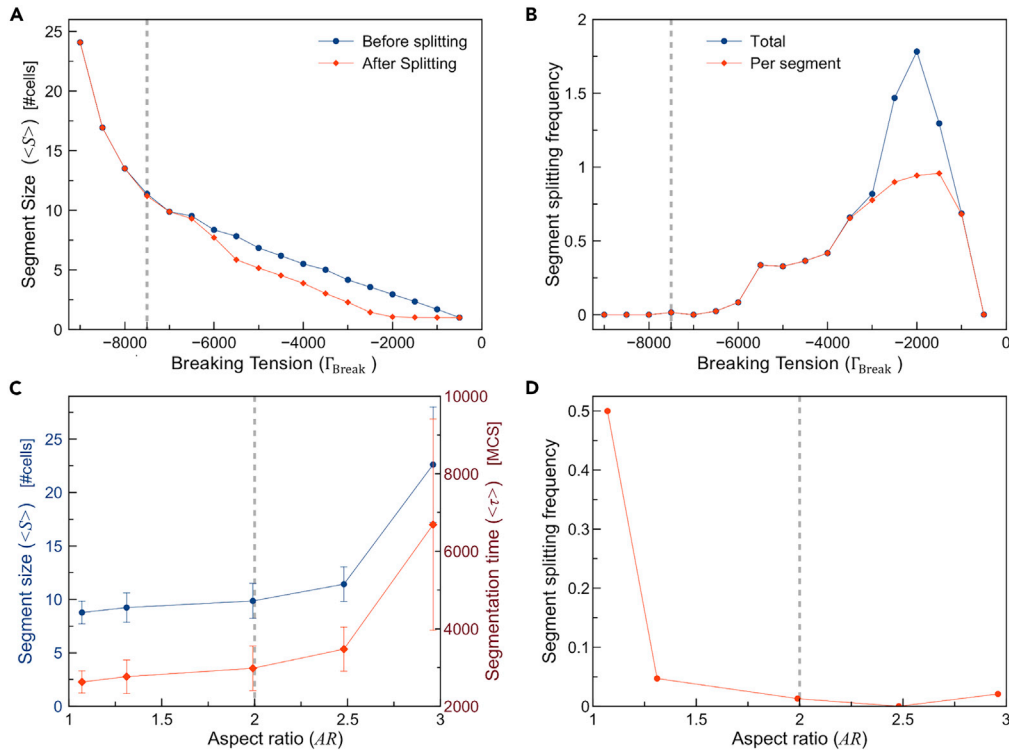 A
25
20
15
10
5
0
Segment Size (<S>) [#cells]
Before splitting
After Splitting
−8000
−6000
−4000
−2000
0
Breaking Tension (Γ_Break)
B
2
1.5
1
0.5
0
Segment splitting frequency
Total
Per segment
−8000
−6000
−4000
−2000
0
Breaking Tension (Γ_Break)
C
25
20
15
10
5
0
Segment size (<S>) [#cells]
10000
8000
6000
4000
2000
Segmentation time (<τ>) [MCS]
1
1.5
2
2.5
3
Aspect ratio (AR)
D
0.5
0.4
0.3
0.5
0.1
0
Segment splitting frequency
1
1.5
2
2.5
3
Aspect ratio (AR)